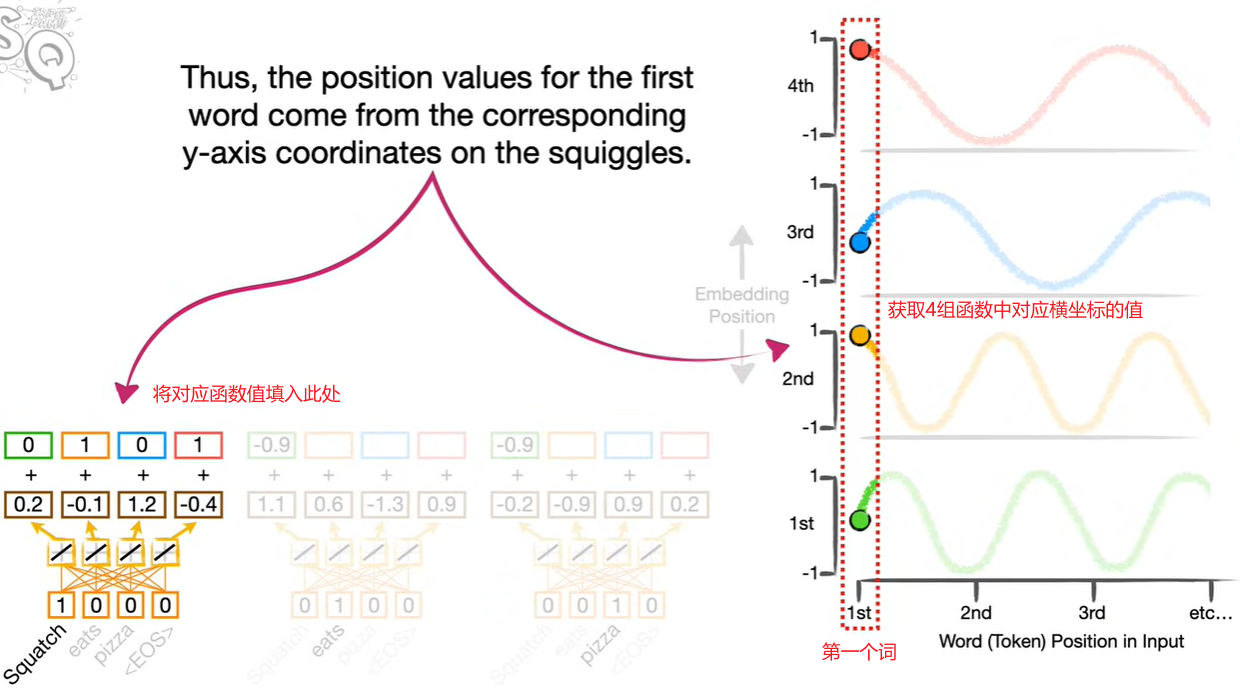 SQ
Thus, the position values for the first
word come from the corresponding
y-axis coordinates on the squiggles.
1
4th
-1
1
3rd
-1
Embedding
Position
获取4组函数中对应横坐标的值
1
2nd
-1
1
1st
-1
1st 2nd 3rd etc...
Word (Token) Position in Input
第一个词
将对应函数值填入此处
0 1 0 1 -0.9 -0.9
+ + + + + + + + + + + +
0.2 -0.1 1.2 -0.4 1.1 0.6 -1.3 0.9 -0.2 -0.9 0.9 0.2
1 0 0 0 0 1 0 0 0 0 1 0
Squatch eats pizza <EOS> Squatch eats pizza <EOS> Squatch eats pizza <EOS>